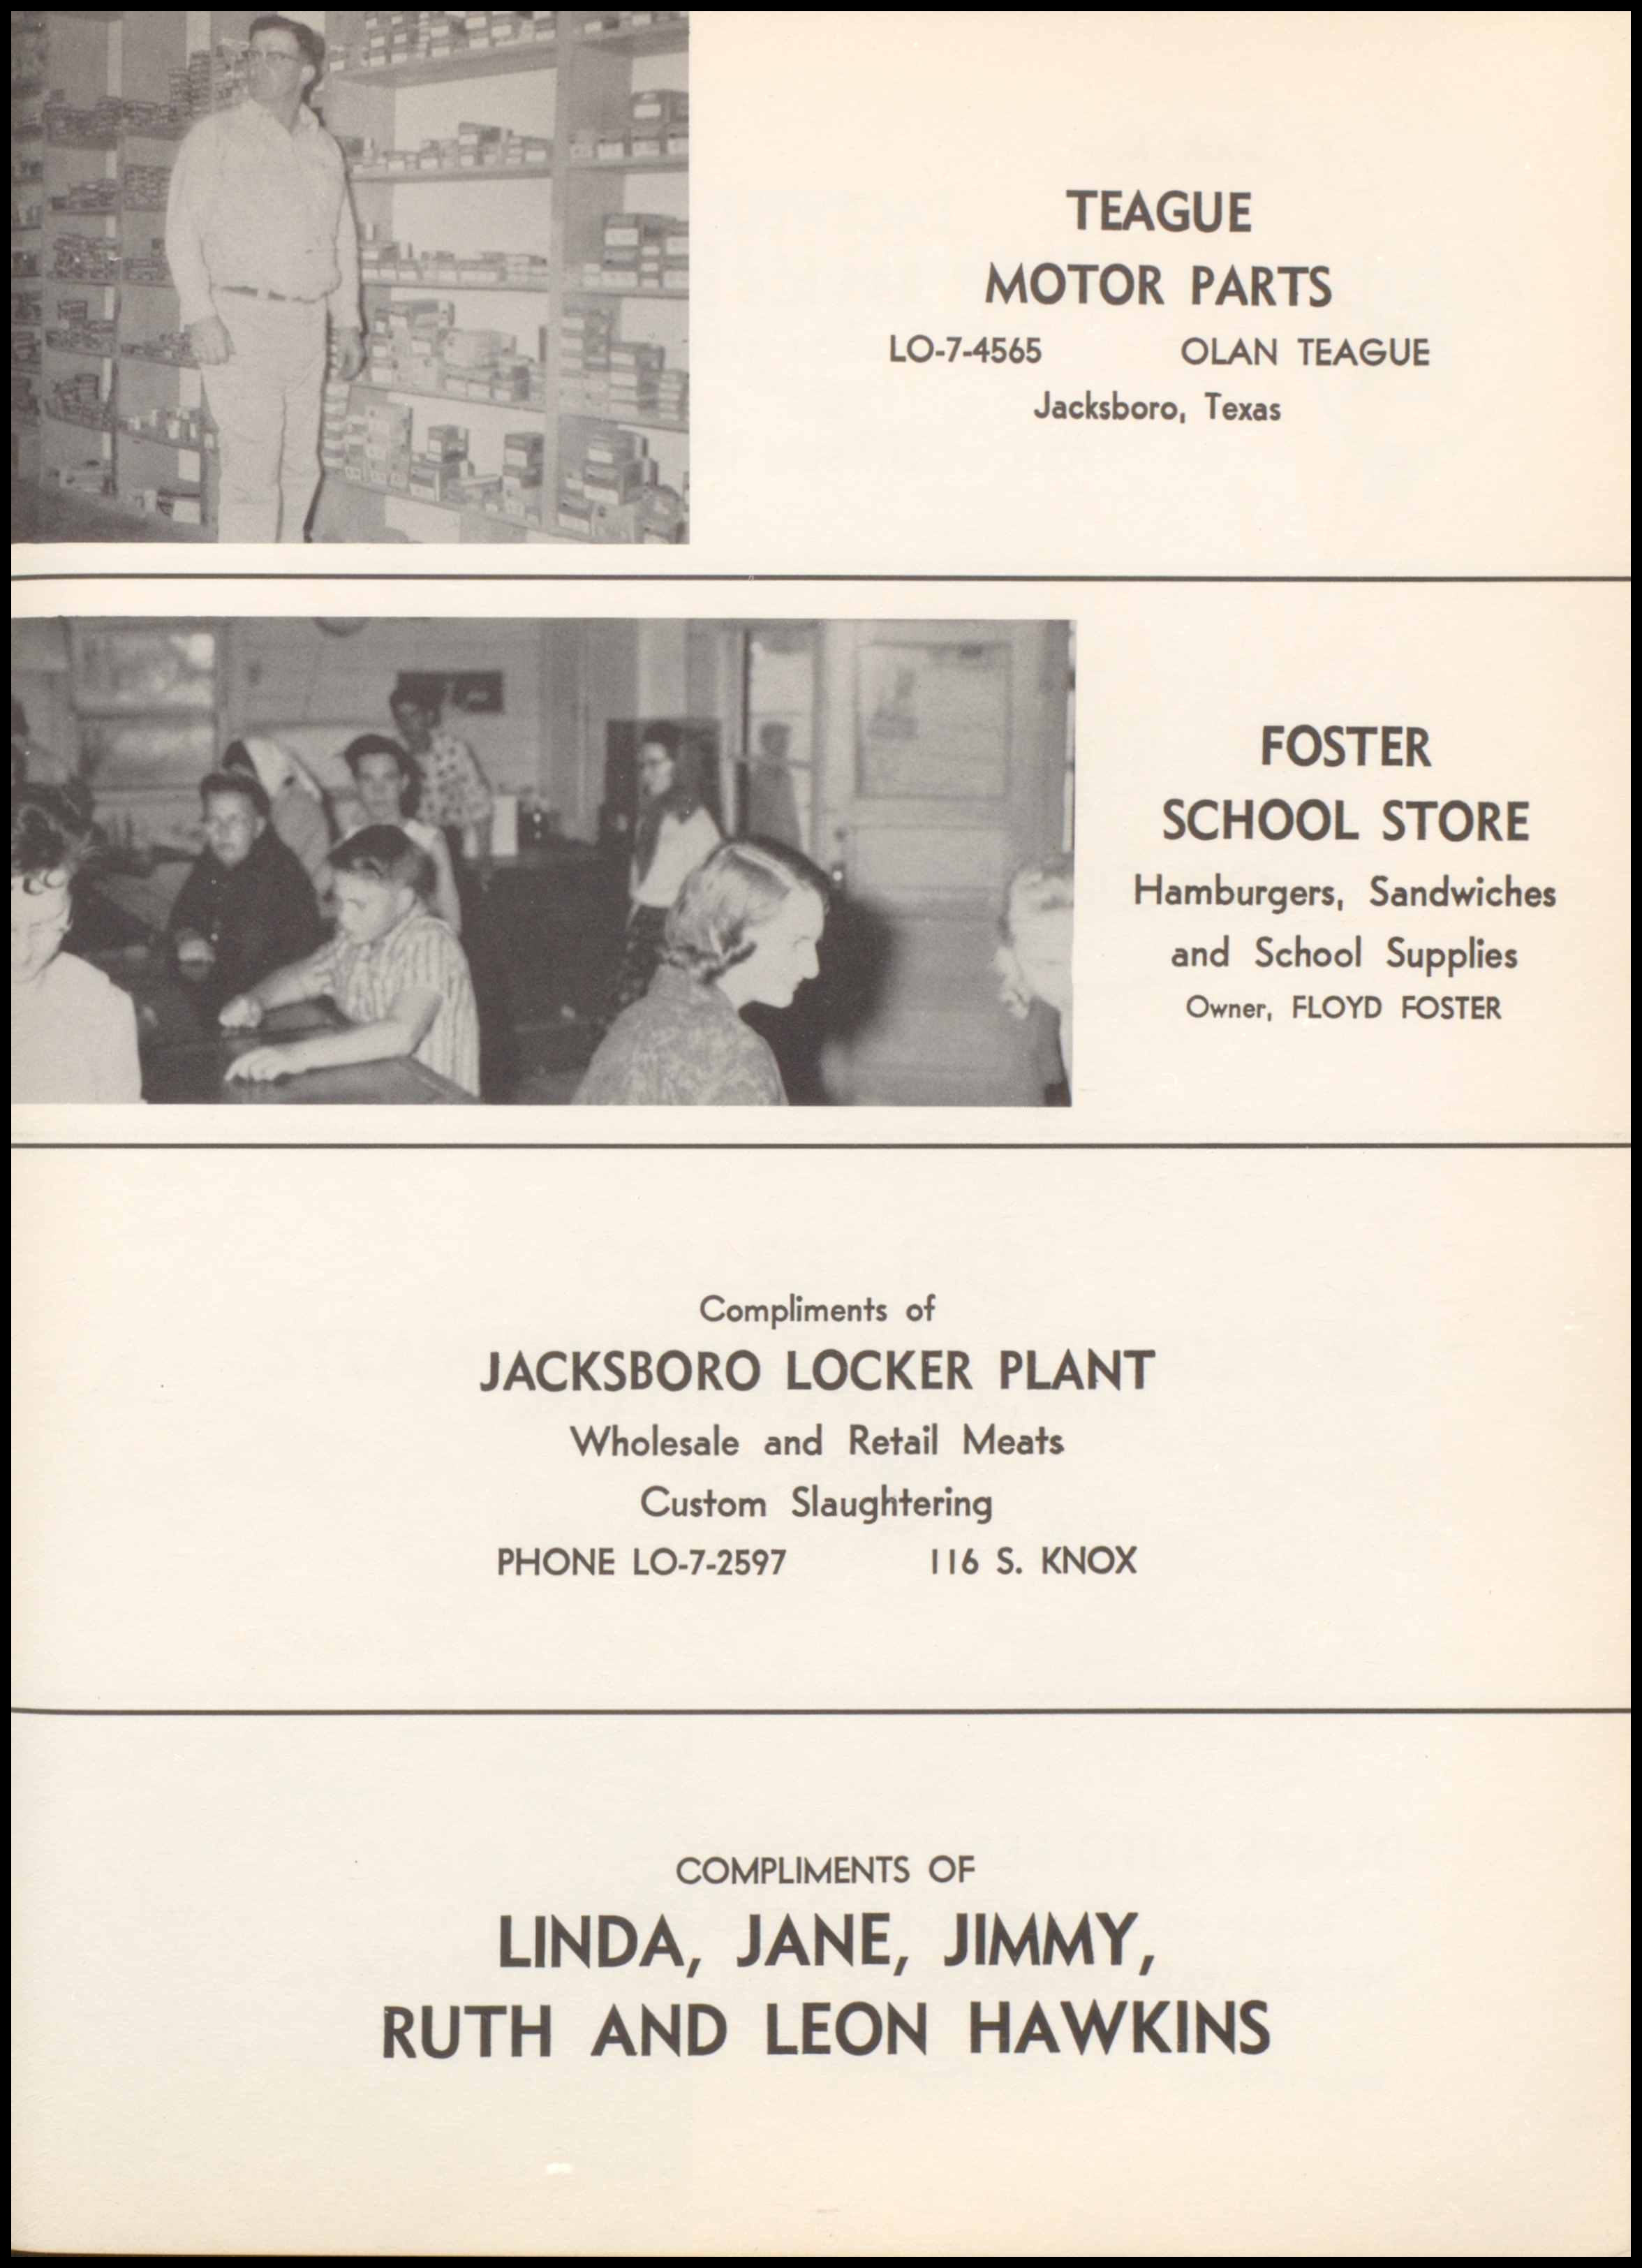 TEAGUE
MOTOR PARTS
LO-7-4565 OLAN TEAGUE
Jacksboro, Texas
FOSTER
SCHOOL STORE
Hamburgers, Sandwiches
and School Supplies
Owner, FLOYD FOSTER
Compliments of
JACKSBORO LOCKER PLANT
Wholesale and Retail Meats
Custom Slaughtering
PHONE LO-7-2597 116 S. KNOX
COMPLIMENTS OF
LINDA, JANE, JIMMY,
RUTH AND LEON HAWKINS